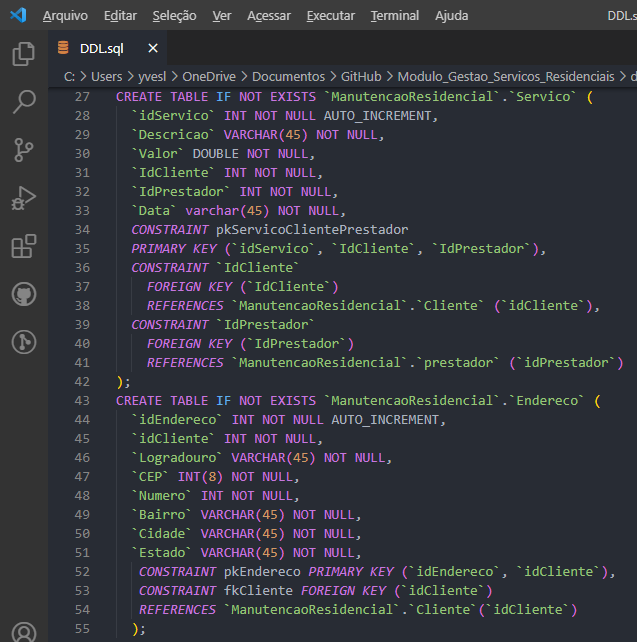 Arquivo Editar Seleção Ver Acessar Executar Terminal Ajuda DDL.s
DDL.sql ×
C: > Users > yvesl > OneDrive > Documentos > GitHub > Modulo_Gestao_Servicos_Residenciais > d
27 CREATE TABLE IF NOT EXISTS `ManutencaoResidencial`.`Servico` (
28 `idServico` INT NOT NULL AUTO_INCREMENT,
29 `Descricao` VARCHAR(45) NOT NULL,
30 `Valor` DOUBLE NOT NULL,
31 `IdCliente` INT NOT NULL,
32 `IdPrestador` INT NOT NULL,
33 `Data` varchar(45) NOT NULL,
34 CONSTRAINT pkServicoClientePrestador
35 PRIMARY KEY (`idServico`, `IdCliente`, `IdPrestador`),
36 CONSTRAINT `IdCliente`
37 FOREIGN KEY (`IdCliente`)
38 REFERENCES `ManutencaoResidencial`.`Cliente` (`idCliente`),
39 CONSTRAINT `IdPrestador`
40 FOREIGN KEY (`IdPrestador`)
41 REFERENCES `ManutencaoResidencial`.`prestador` (`idPrestador`)
42 );
43 CREATE TABLE IF NOT EXISTS `ManutencaoResidencial`.`Endereco` (
44 `idEndereco` INT NOT NULL AUTO_INCREMENT,
45 `idCliente` INT NOT NULL,
46 `Logradouro` VARCHAR(45) NOT NULL,
47 `CEP` INT(8) NOT NULL,
48 `Numero` INT NOT NULL,
49 `Bairro` VARCHAR(45) NOT NULL,
50 `Cidade` VARCHAR(45) NOT NULL,
51 `Estado` VARCHAR(45) NOT NULL,
52 CONSTRAINT pkEndereco PRIMARY KEY (`idEndereco`, `idCliente`),
53 CONSTRAINT fkCliente FOREIGN KEY (`idCliente`)
54 REFERENCES `ManutencaoResidencial`.`Cliente`(`idCliente`)
55 );